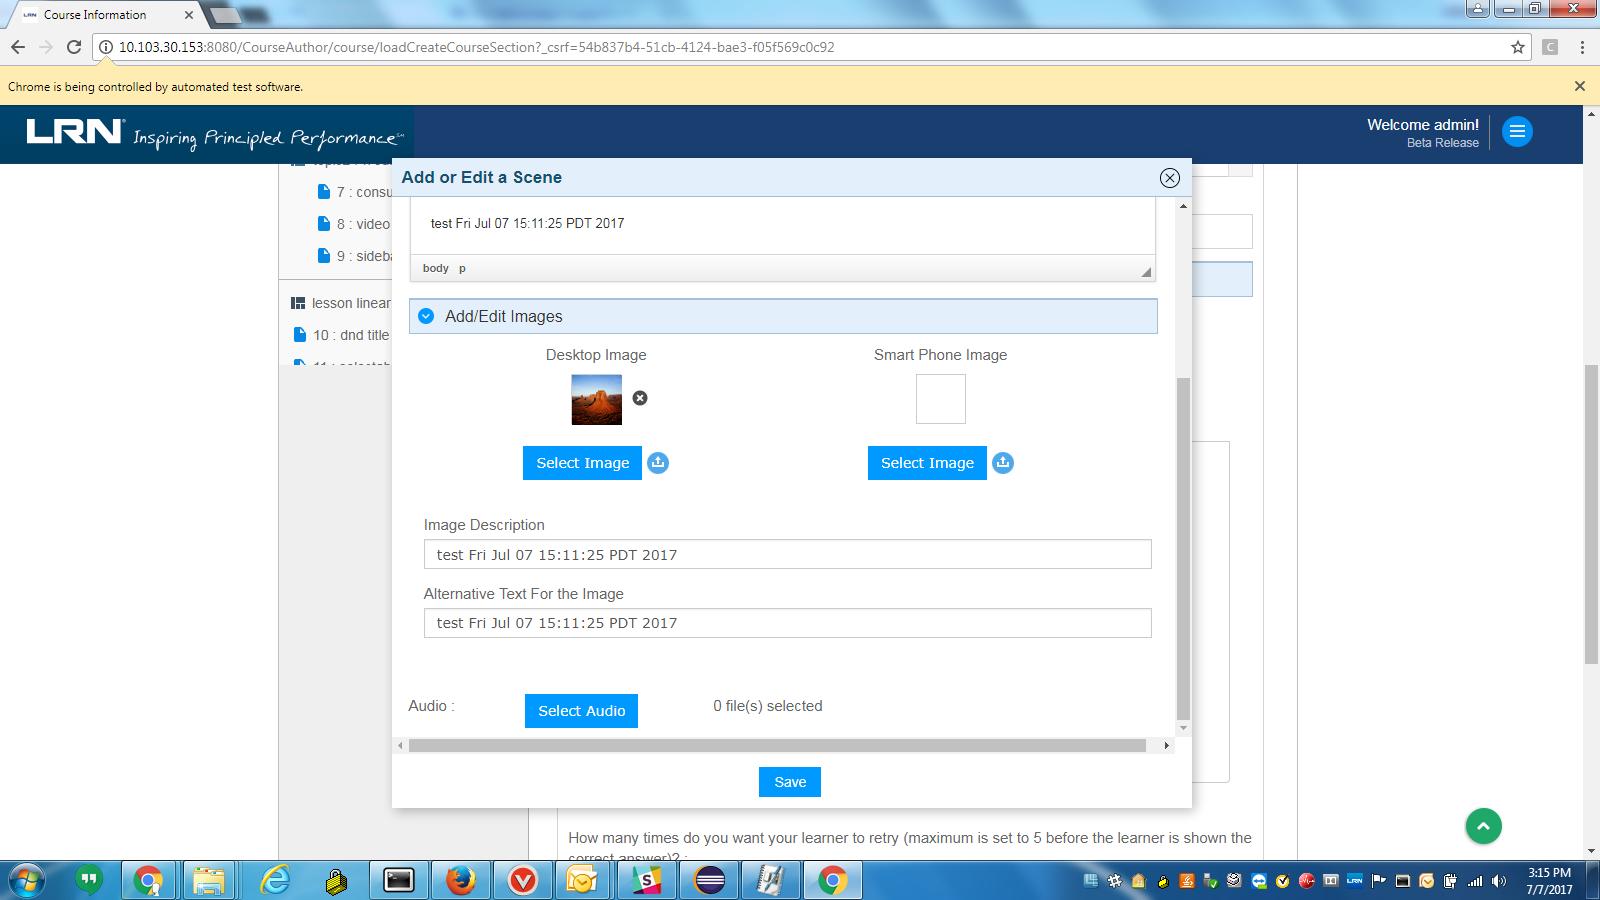 LRN Course Information
10.103.30.153:8080/CourseAuthor/course/loadCreateCourseSection?_csrf=54b837b4-51cb-4124-bae3-f05f569c0c92
C
Chrome is being controlled by automated test software.
LRN Inspiring Principled Performance
Welcome admin!
Beta Release
7 : consu
8 : video
9 : sideba
lesson linear
10 : dnd title
Add or Edit a Scene
test Fri Jul 07 15:11:25 PDT 2017
body p
Add/Edit Images
Desktop Image
Smart Phone Image
Select Image
Select Image
Image Description
test Fri Jul 07 15:11:25 PDT 2017
Alternative Text For the Image
test Fri Jul 07 15:11:25 PDT 2017
Audio :
Select Audio
0 file(s) selected
Save
How many times do you want your learner to retry (maximum is set to 5 before the learner is shown the
correct answer)? :
LRN
3:15 PM
7/7/2017